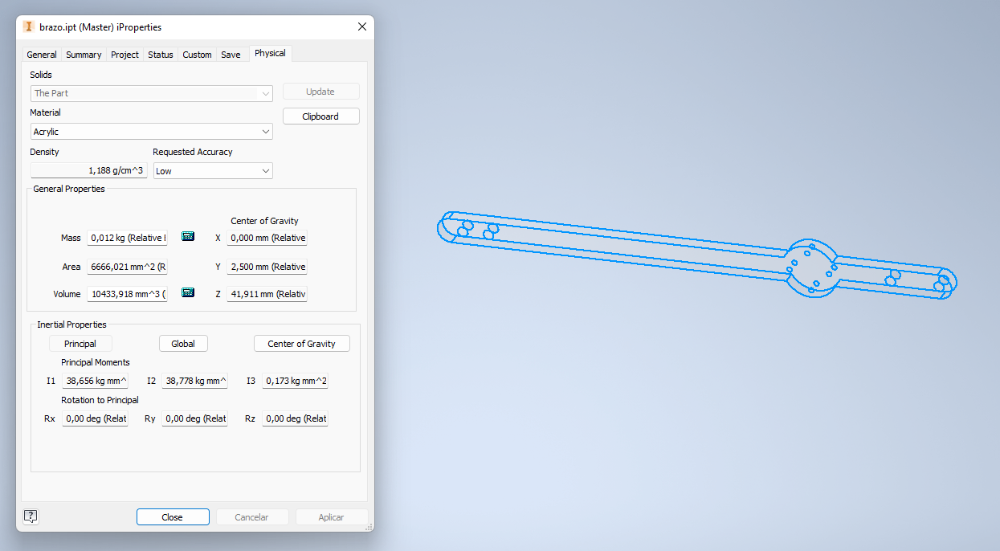 brazo.ipt (Master) iProperties
General Summary Project Status Custom Save Physical
Solids
The Part
Update
Material
Clipboard
Acrylic
Density Requested Accuracy
1,188 g/cm^3 Low
General Properties
Center of Gravity
Mass 0,012 kg (Relative X 0,000 mm (Relative
Area 6666,021 mm^2 (R Y 2,500 mm (Relative
Volume 10433,918 mm^3 ( Z 41,911 mm (Relativ
Inertial Properties
Principal Global Center of Gravity
Principal Moments
I1 38,656 kg mm^ I2 38,778 kg mm^ I3 0,173 kg mm^2
Rotation to Principal
Rx 0,00 deg (Relat Ry 0,00 deg (Relat Rz 0,00 deg (Relat
? Close Cancelar Aplicar